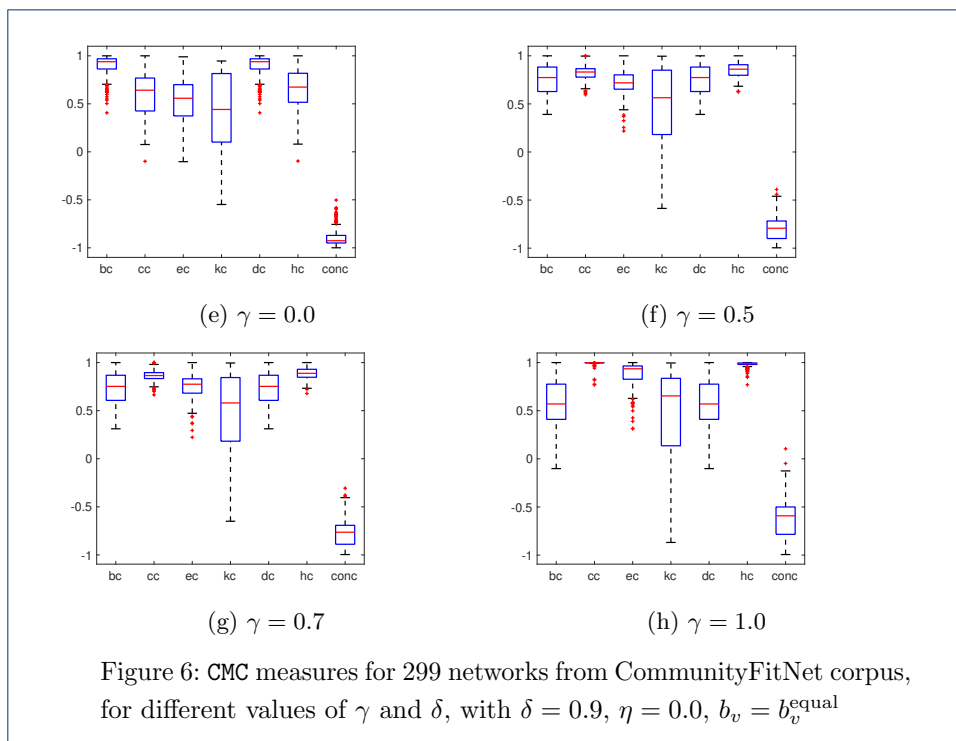 1
0.5
0
-0.5
-1
bc cc ec kc dc hc conc
(e) γ = 0.0
1
0.5
0
-0.5
-1
bc cc ec kc dc hc conc
(f) γ = 0.5
1
0.5
0
-0.5
-1
bc cc ec kc dc hc conc
(g) γ = 0.7
1
0.5
0
-0.5
-1
bc cc ec kc dc hc conc
(h) γ = 1.0
Figure 6: CMC measures for 299 networks from CommunityFitNet corpus,
for different values of γ and δ, with δ = 0.9, η = 0.0, b_v = b_v^equal